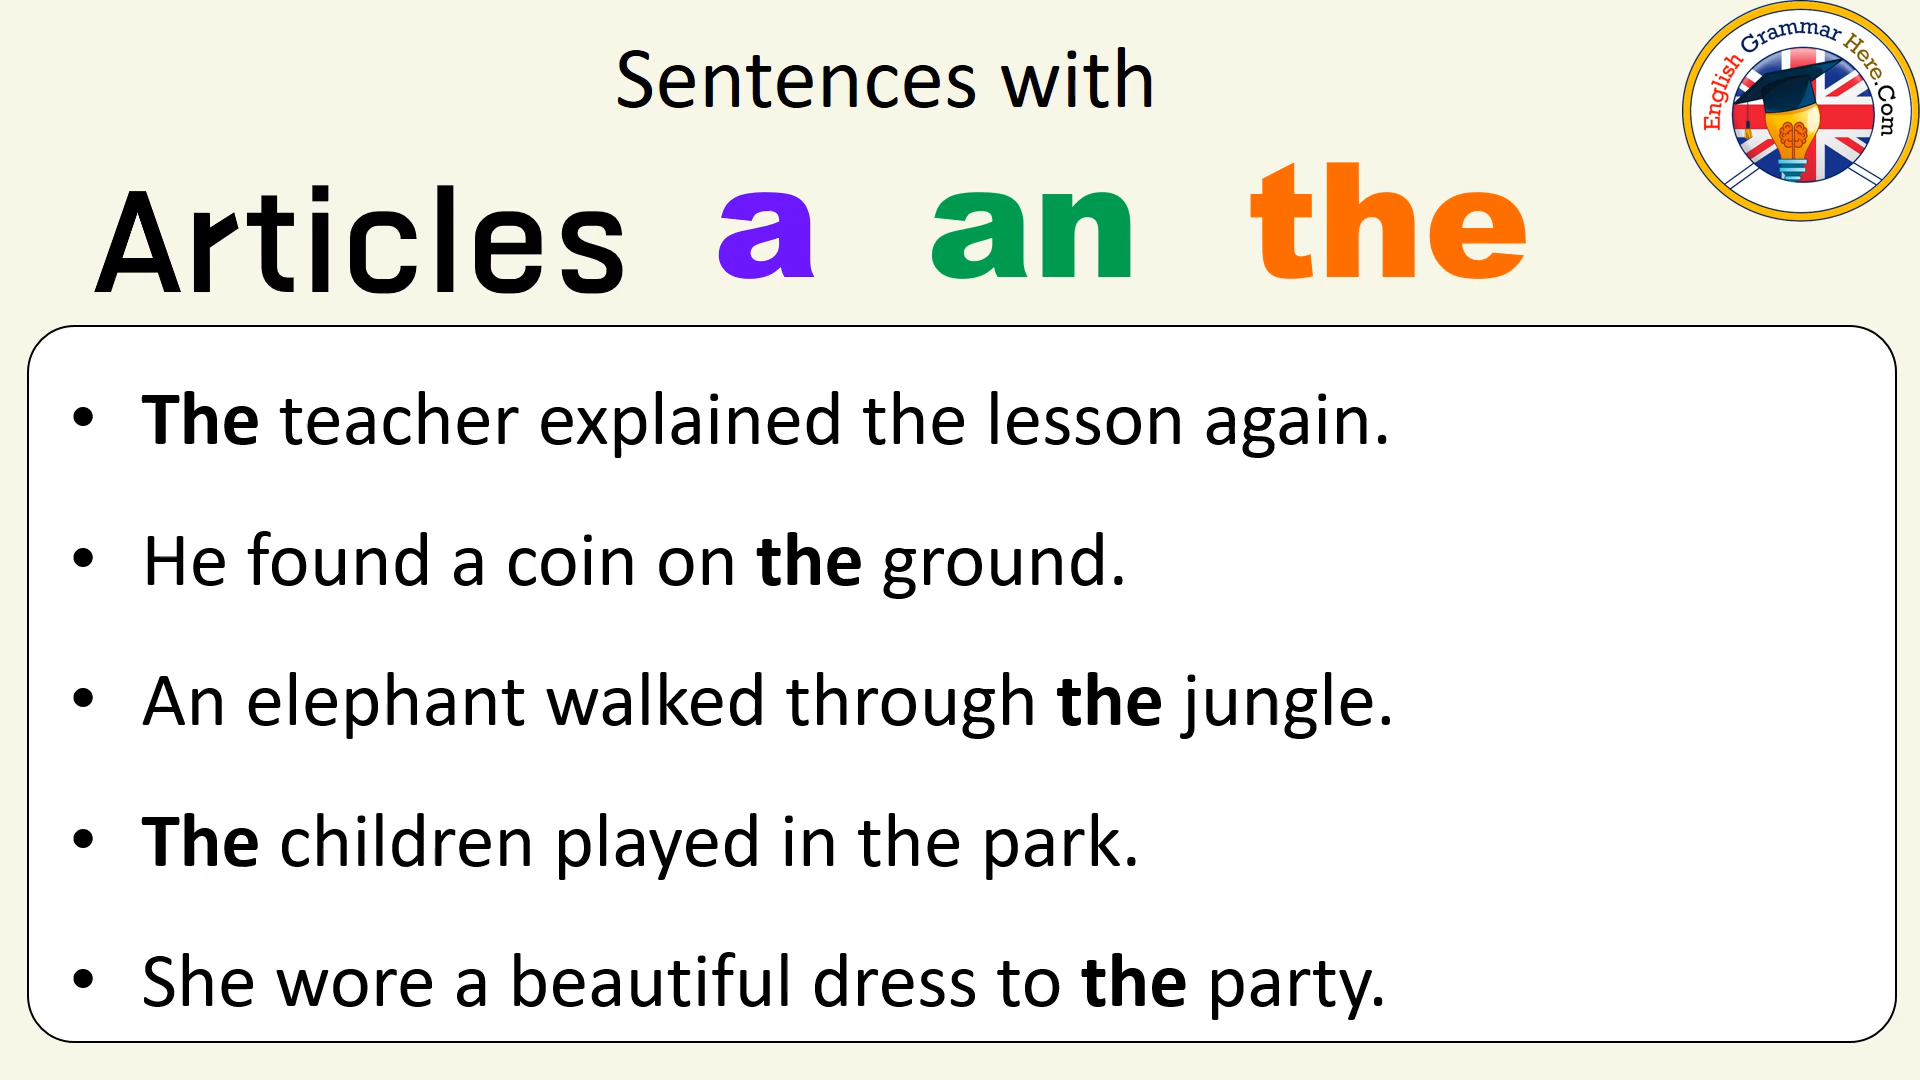 Sentences with
English Grammar Here.Com
Articles a an the
• The teacher explained the lesson again.
• He found a coin on the ground.
• An elephant walked through the jungle.
• The children played in the park.
• She wore a beautiful dress to the party.